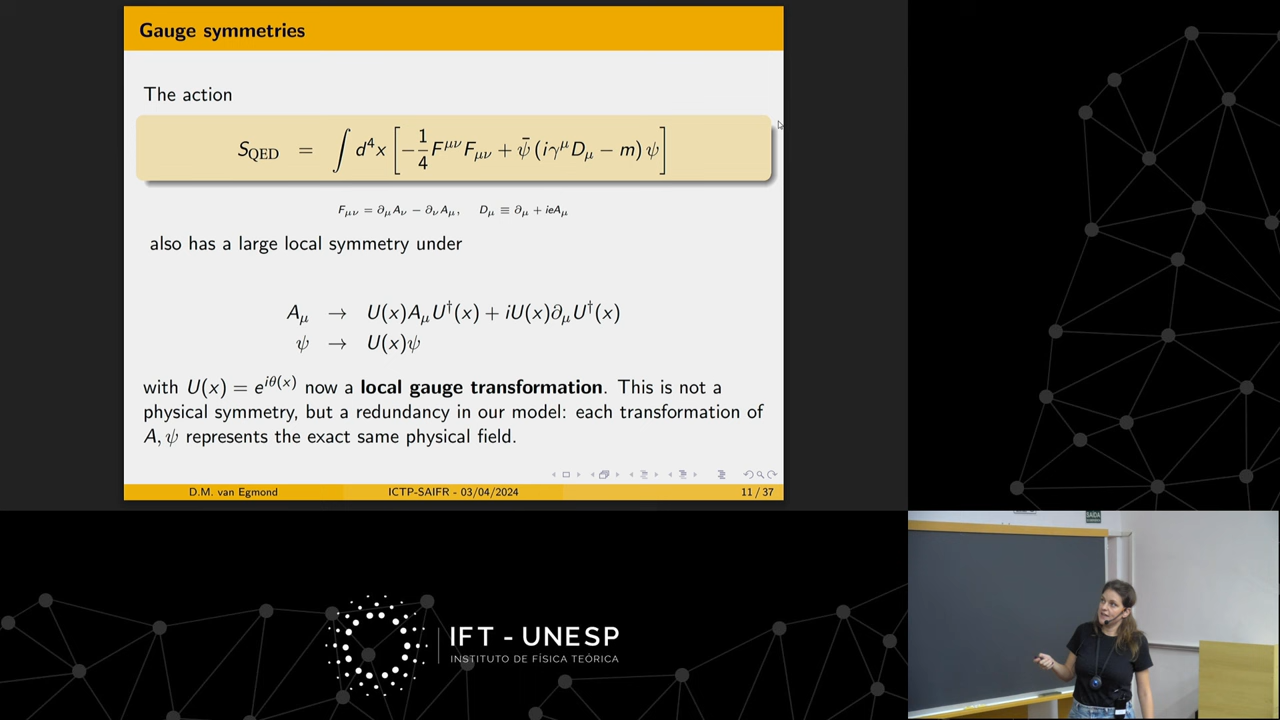 Gauge symmetries
The action
S_QED = ∫ d⁴x [ −1/4 F^{μν} F_{μν} + ψ̄ (iγ^μ D_μ − m) ψ ]
F_{μν} = ∂_μ A_ν − ∂_ν A_μ, D_μ ≡ ∂_μ + ieA_μ
also has a large local symmetry under
A_μ → U(x)A_μ U†(x) + iU(x)∂_μ U†(x)
ψ → U(x)ψ
with U(x) = e^{iθ(x)} now a local gauge transformation. This is not a
physical symmetry, but a redundancy in our model: each transformation of
A, ψ represents the exact same physical field.
D.M. van Egmond ICTP-SAIFR - 03/04/2024 11 / 37
SAÍDA
IFT - UNESP
INSTITUTO DE FÍSICA TEÓRICA